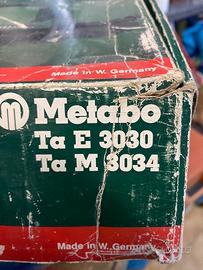 Made in W. Germany
Metabo
Ta E 3030
Ta M 3034
Made in W. Germany